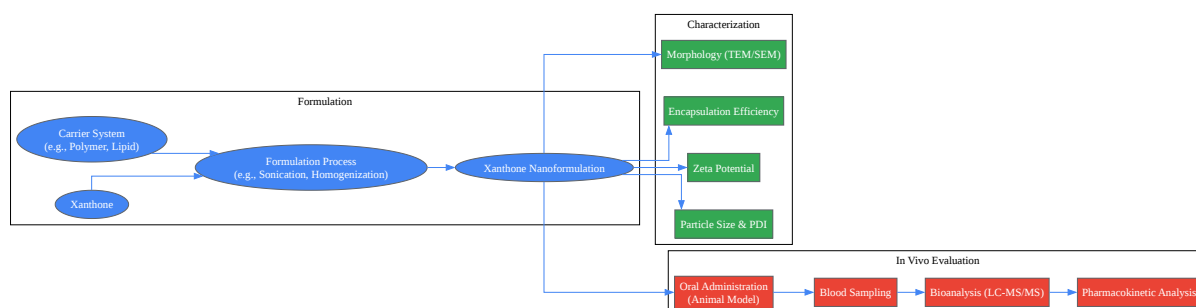 Characterization
Morphology (TEM/SEM)
Encapsulation Efficiency
Zeta Potential
Particle Size & PDI
Formulation
Carrier System
(e.g., Polymer, Lipid)
Formulation Process
(e.g., Sonication, Homogenization)
Xanthone Nanoformulation
Xanthone
In Vivo Evaluation
Oral Administration
(Animal Model)
Blood Sampling
Bioanalysis (LC-MS/MS)
Pharmacokinetic Analysis